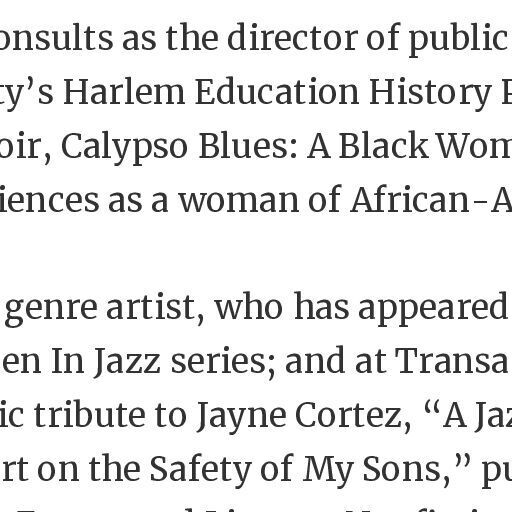 onsults as the director of public
ty’s Harlem Education History P
oir, Calypso Blues: A Black Wom
iences as a woman of African-A
genre artist, who has appeared
en In Jazz series; and at Transa
ic tribute to Jayne Cortez, “A Jaz
rt on the Safety of My Sons,” pu